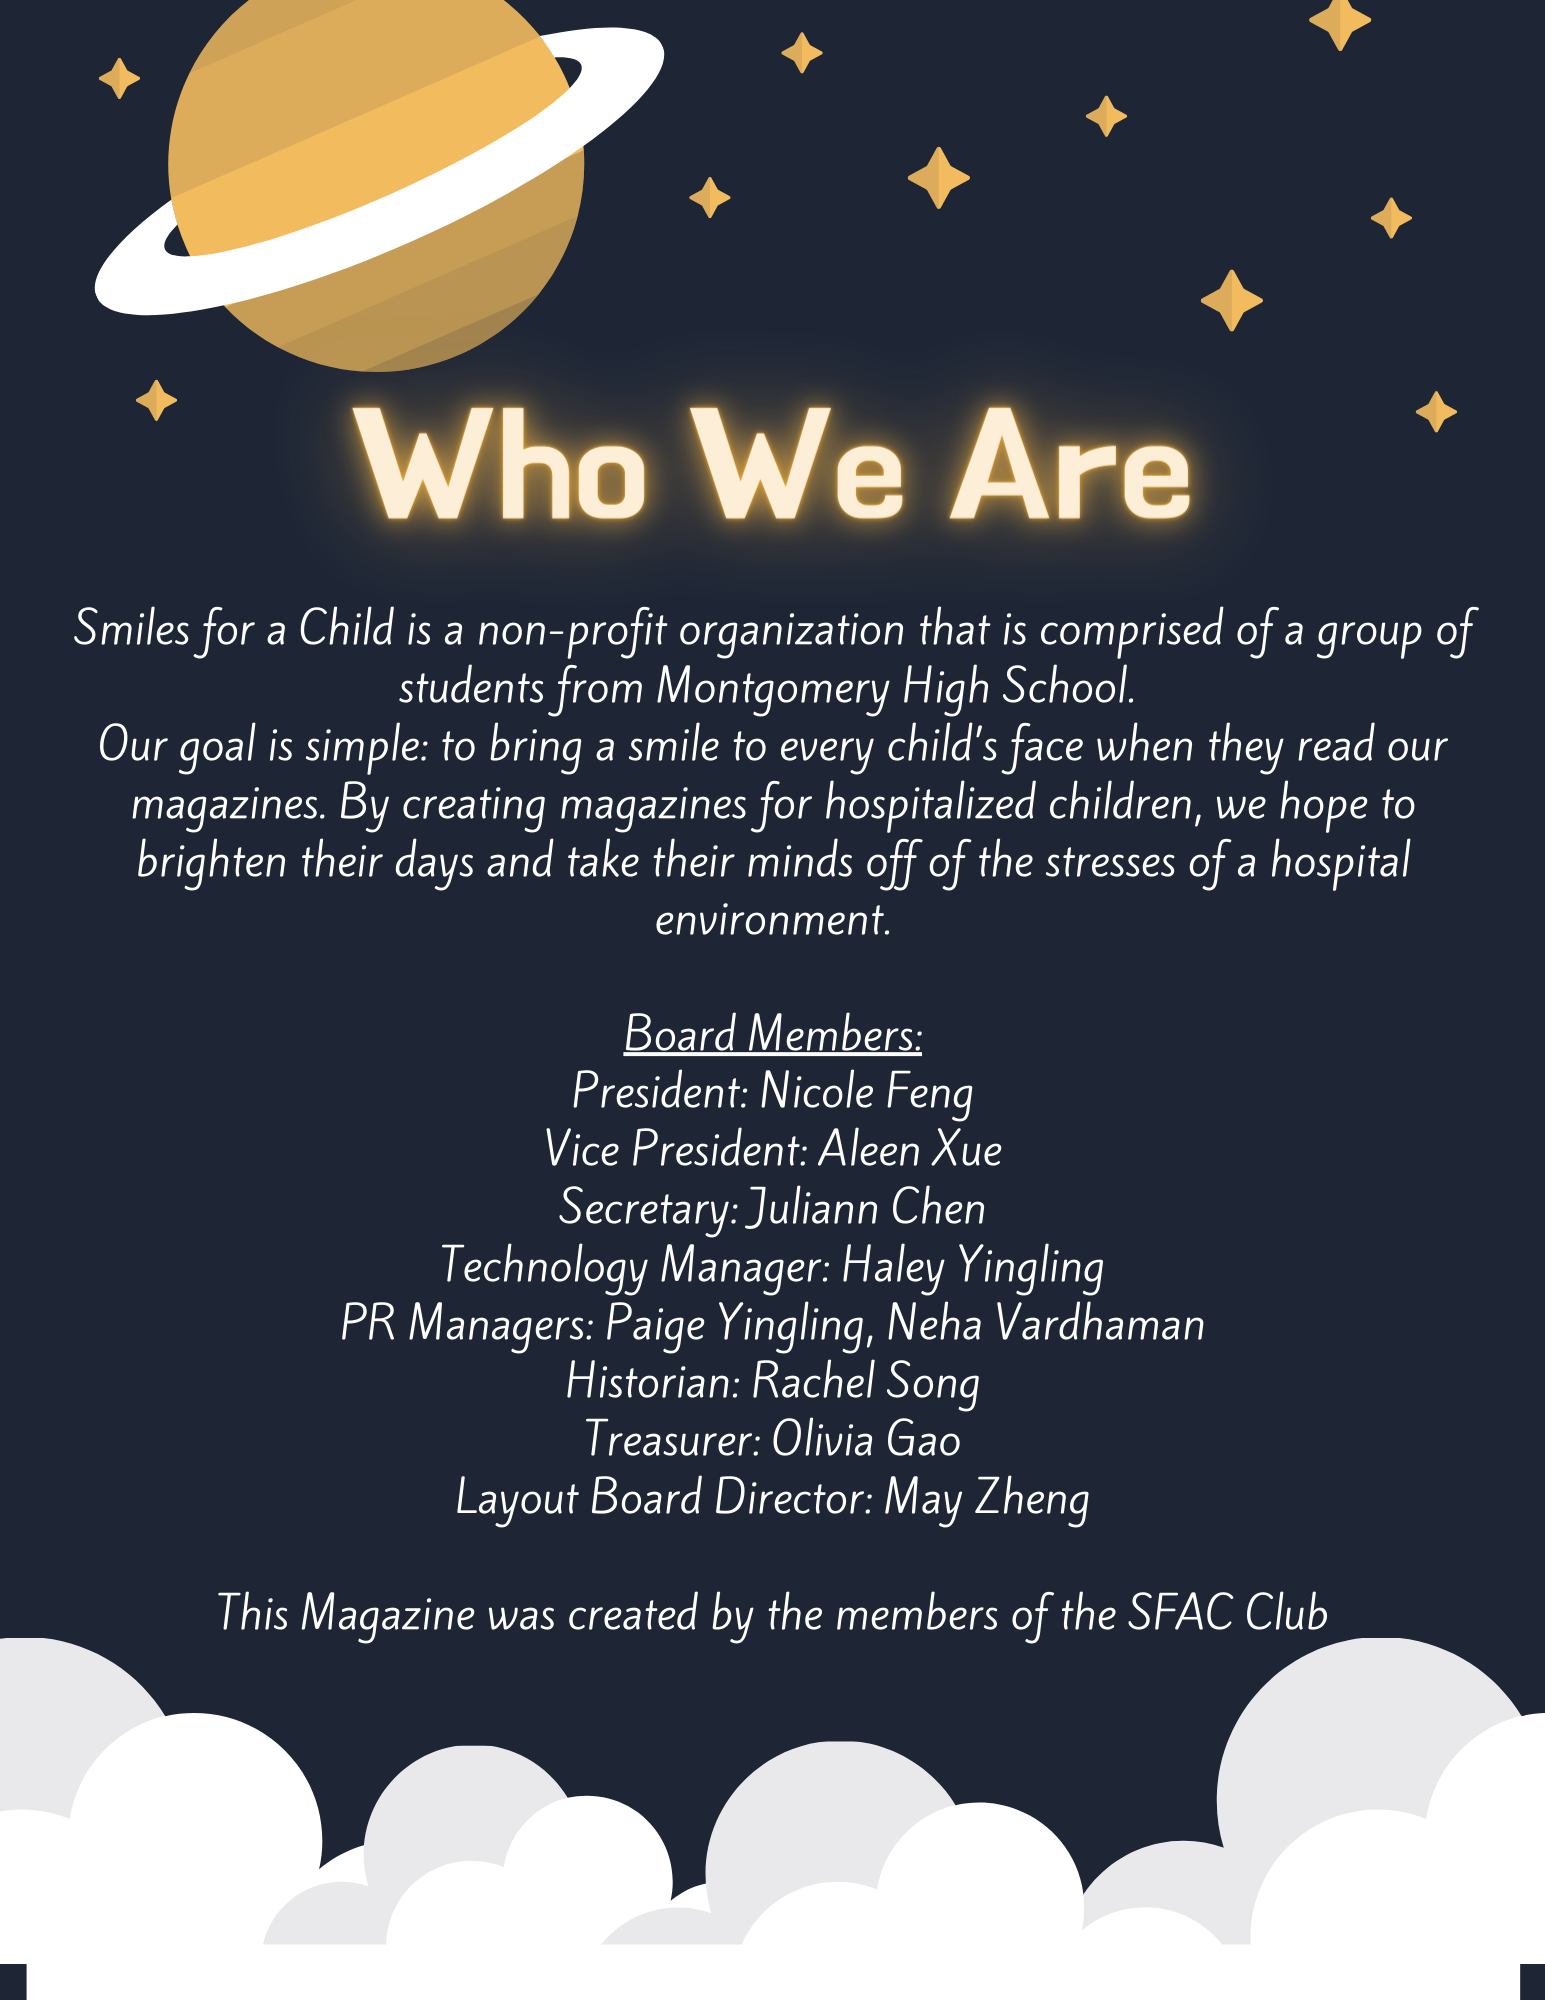 Who We Are
Smiles for a Child is a non-profit organization that is comprised of a group of
students from Montgomery High School.
Our goal is simple: to bring a smile to every child's face when they read our
magazines. By creating magazines for hospitalized children, we hope to
brighten their days and take their minds off of the stresses of a hospital
environment.
Board Members:
President: Nicole Feng
Vice President: Aleen Xue
Secretary: Juliann Chen
Technology Manager: Haley Yingling
PR Managers: Paige Yingling, Neha Vardhaman
Historian: Rachel Song
Treasurer: Olivia Gao
Layout Board Director: May Zheng
This Magazine was created by the members of the SFAC Club